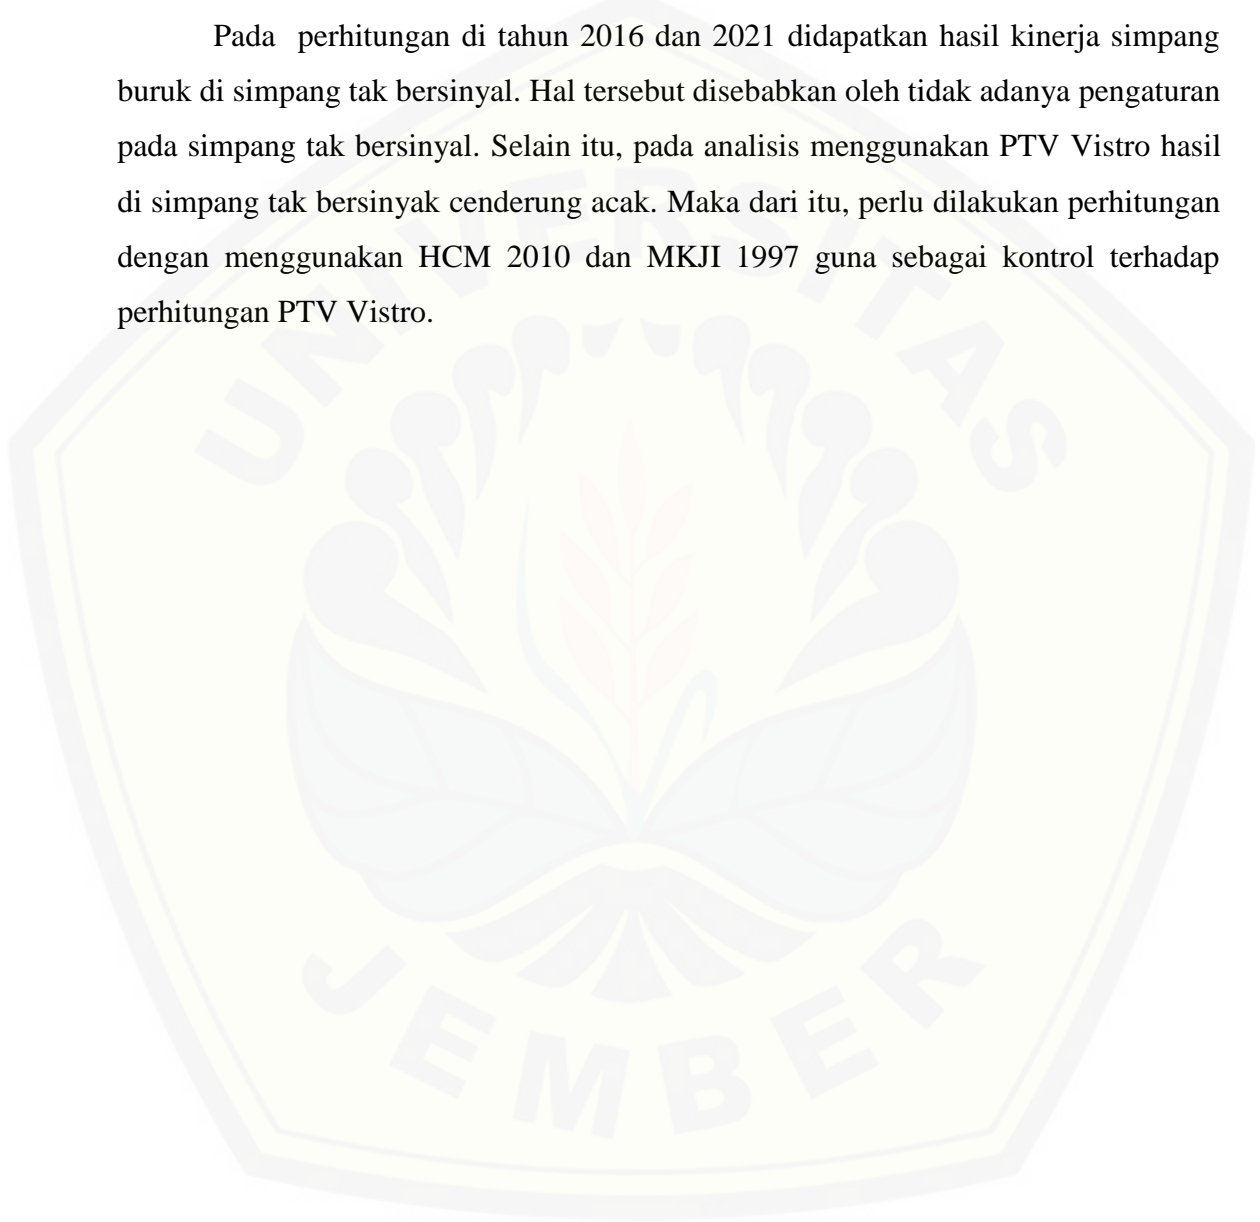 Pada perhitungan di tahun 2016 dan 2021 didapatkan hasil kinerja simpang
buruk di simpang tak bersinyal. Hal tersebut disebabkan oleh tidak adanya pengaturan
pada simpang tak bersinyal. Selain itu, pada analisis menggunakan PTV Vistro hasil
di simpang tak bersinyak cenderung acak. Maka dari itu, perlu dilakukan perhitungan
dengan menggunakan HCM 2010 dan MKJI 1997 guna sebagai kontrol terhadap
perhitungan PTV Vistro.
UNIVERSITAS
JEMBER